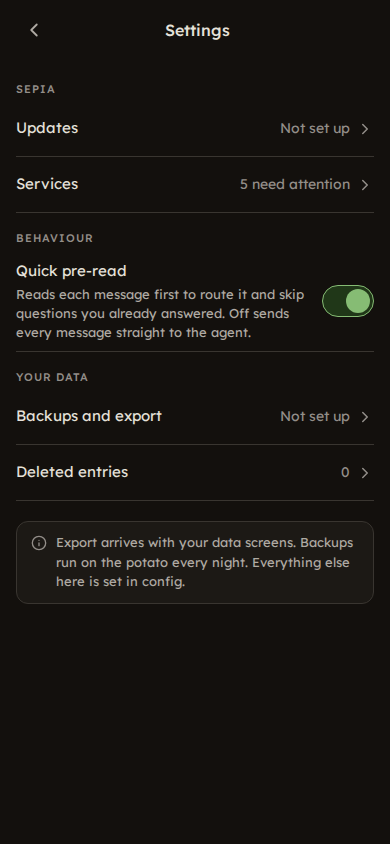 Settings
SEPIA
Updates
Not set up
Services
5 need attention
BEHAVIOUR
Quick pre-read
Reads each message first to route it and skip
questions you already answered. Off sends
every message straight to the agent.
YOUR DATA
Backups and export
Not set up
Deleted entries
0
Export arrives with your data screens. Backups
run on the potato every night. Everything else
here is set in config.